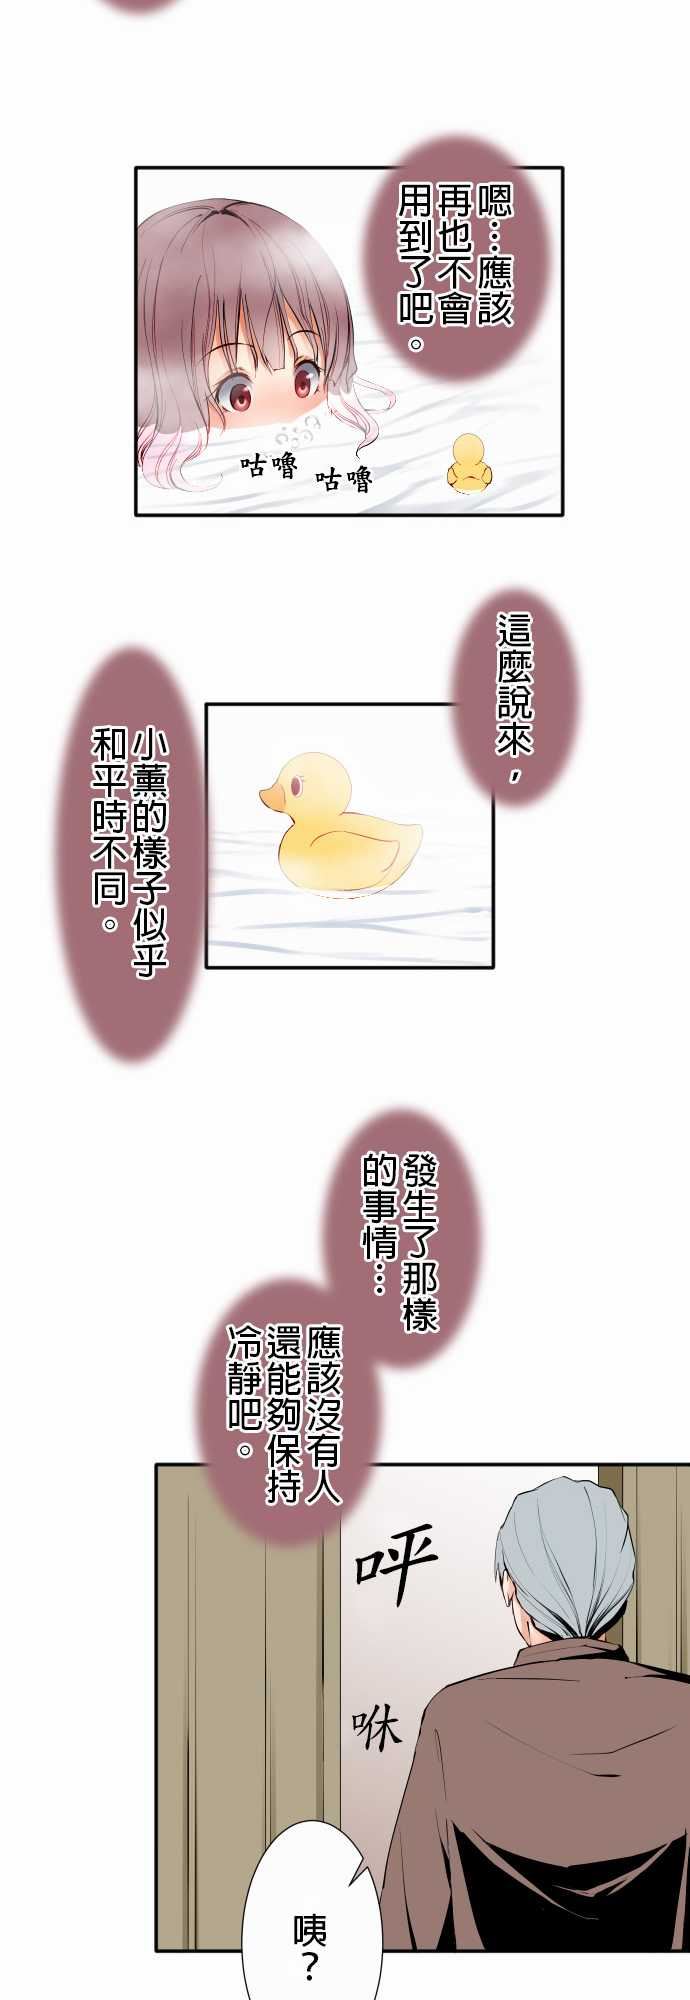 嗯…應該
再也不會
用到了吧。
咕嚕
咕嚕
這麼說來，
小薰的樣子似乎
和平時不同。
發生了那樣
的事情…
應該沒有人
還能夠保持
冷靜吧。
呯
咻
咦？